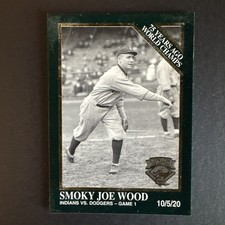 75 YEARS AGO
WORLD CHAMPS
SMOKY JOE WOOD
INDIANS VS. DODGERS – GAME 1
10/5/20